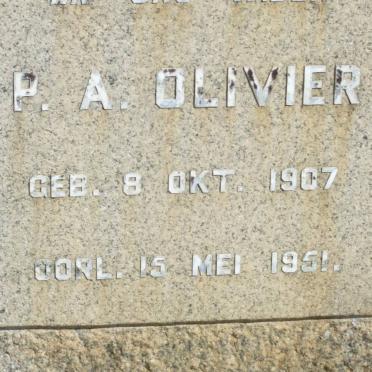 P. A. OLIVIER
GEB. 8 OKT. 1907
OORL. 15 MEI 1951.